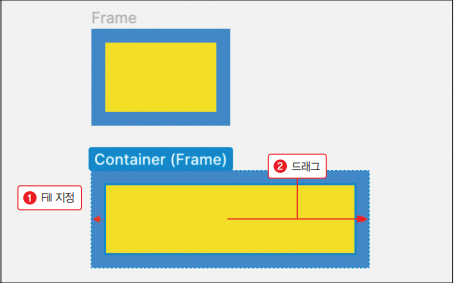 Frame
Container (Frame)
2 드래그
1 Fill 지정